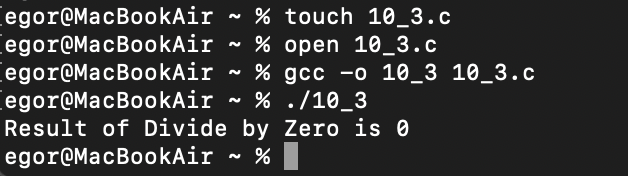 egor@MacBookAir ~ % touch 10_3.c
egor@MacBookAir ~ % open 10_3.c
egor@MacBookAir ~ % gcc -o 10_3 10_3.c
egor@MacBookAir ~ % ./10_3
Result of Divide by Zero is 0
egor@MacBookAir ~ %